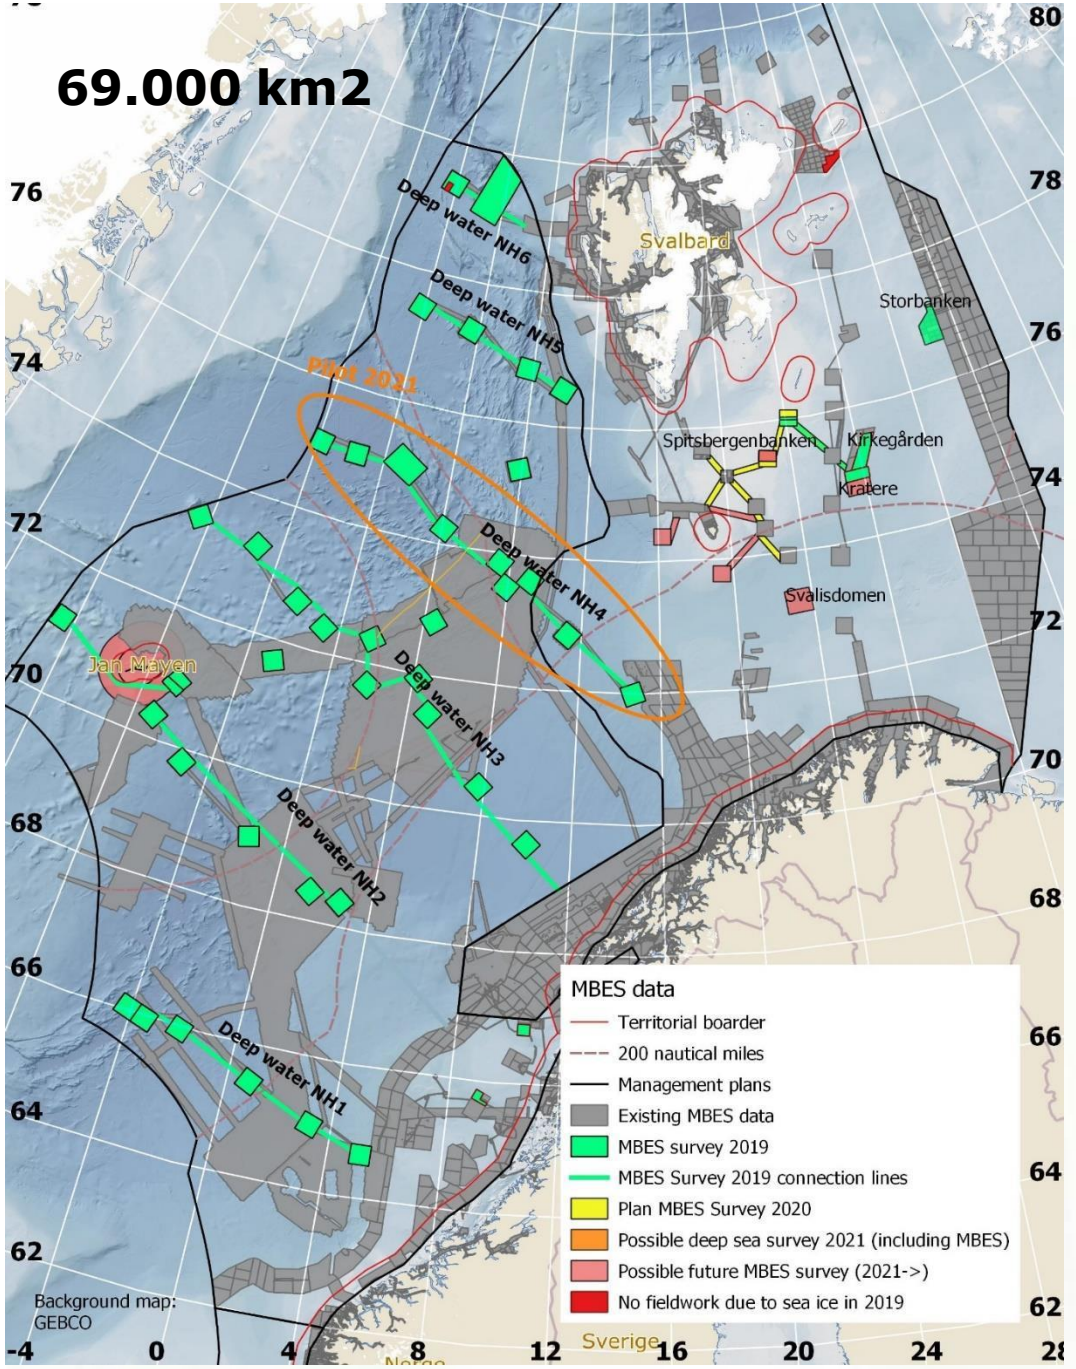 80
69.000 km2
76
78
Deep water NH6
Svalbard
Deep water NH5
Storbanken
76
74
Pilot 2021
Spitsbergenbanken
Kirkegården
74
Kratere
72
Deep water NH4
Svalisdomen
72
Jan Mayen
70
Deep water NH3
70
68
Deep water NH2
68
66
Deep water NH1
66
64
64
62
62
MBES data
Territorial boarder
200 nautical miles
Management plans
Existing MBES data
MBES survey 2019
MBES Survey 2019 connection lines
Plan MBES Survey 2020
Possible deep sea survey 2021 (including MBES)
Possible future MBES survey (2021->)
No fieldwork due to sea ice in 2019
Background map:
GEBCO
Sverige
Norge
-4
0
4
8
12
16
20
24
28